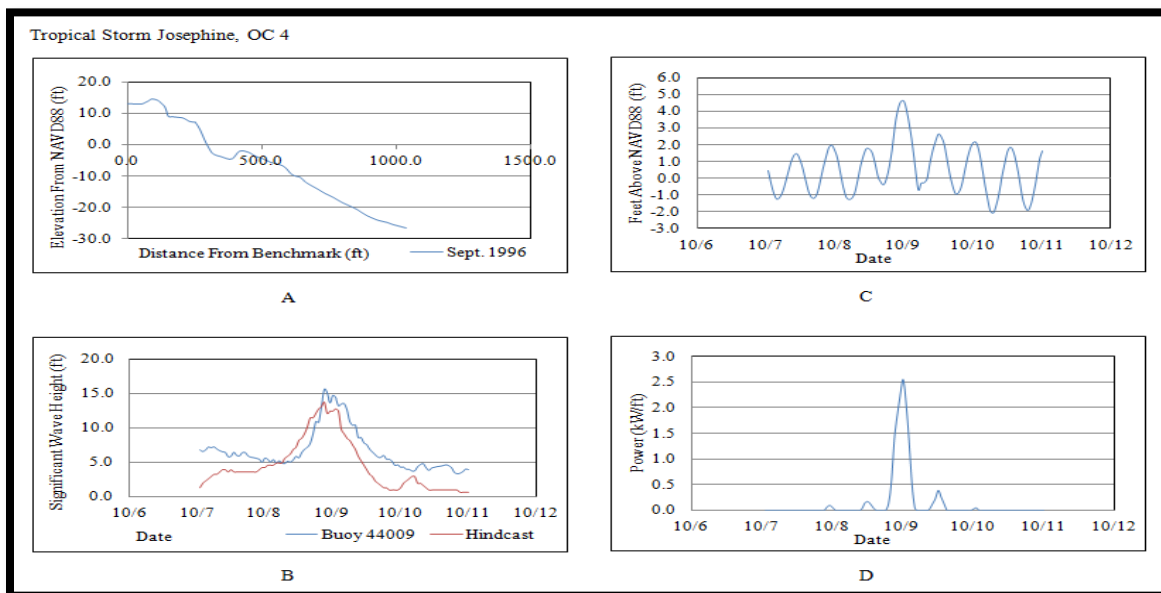 Tropical Storm Josephine, OC 4
Elevation From NAVD88 (ft)
20.0
10.0
0.0
-10.0
-20.0
-30.0
0.0 500.0 1000.0 1500.0
Distance From Benchmark (ft) Sept. 1996
A
Feet Above NAVD88 (ft)
6.0
5.0
4.0
3.0
2.0
1.0
0.0
-1.0
-2.0
-3.0
10/6 10/7 10/8 10/9 10/10 10/11 10/12
Date
C
Significant Wave Height (ft)
20.0
15.0
10.0
5.0
0.0
10/6 10/7 10/8 10/9 10/10 10/11 10/12
Date Buoy 44009 Hindcast
B
Power (kW/ft)
3.0
2.5
2.0
1.5
1.0
0.5
0.0
10/6 10/7 10/8 10/9 10/10 10/11 10/12
Date
D